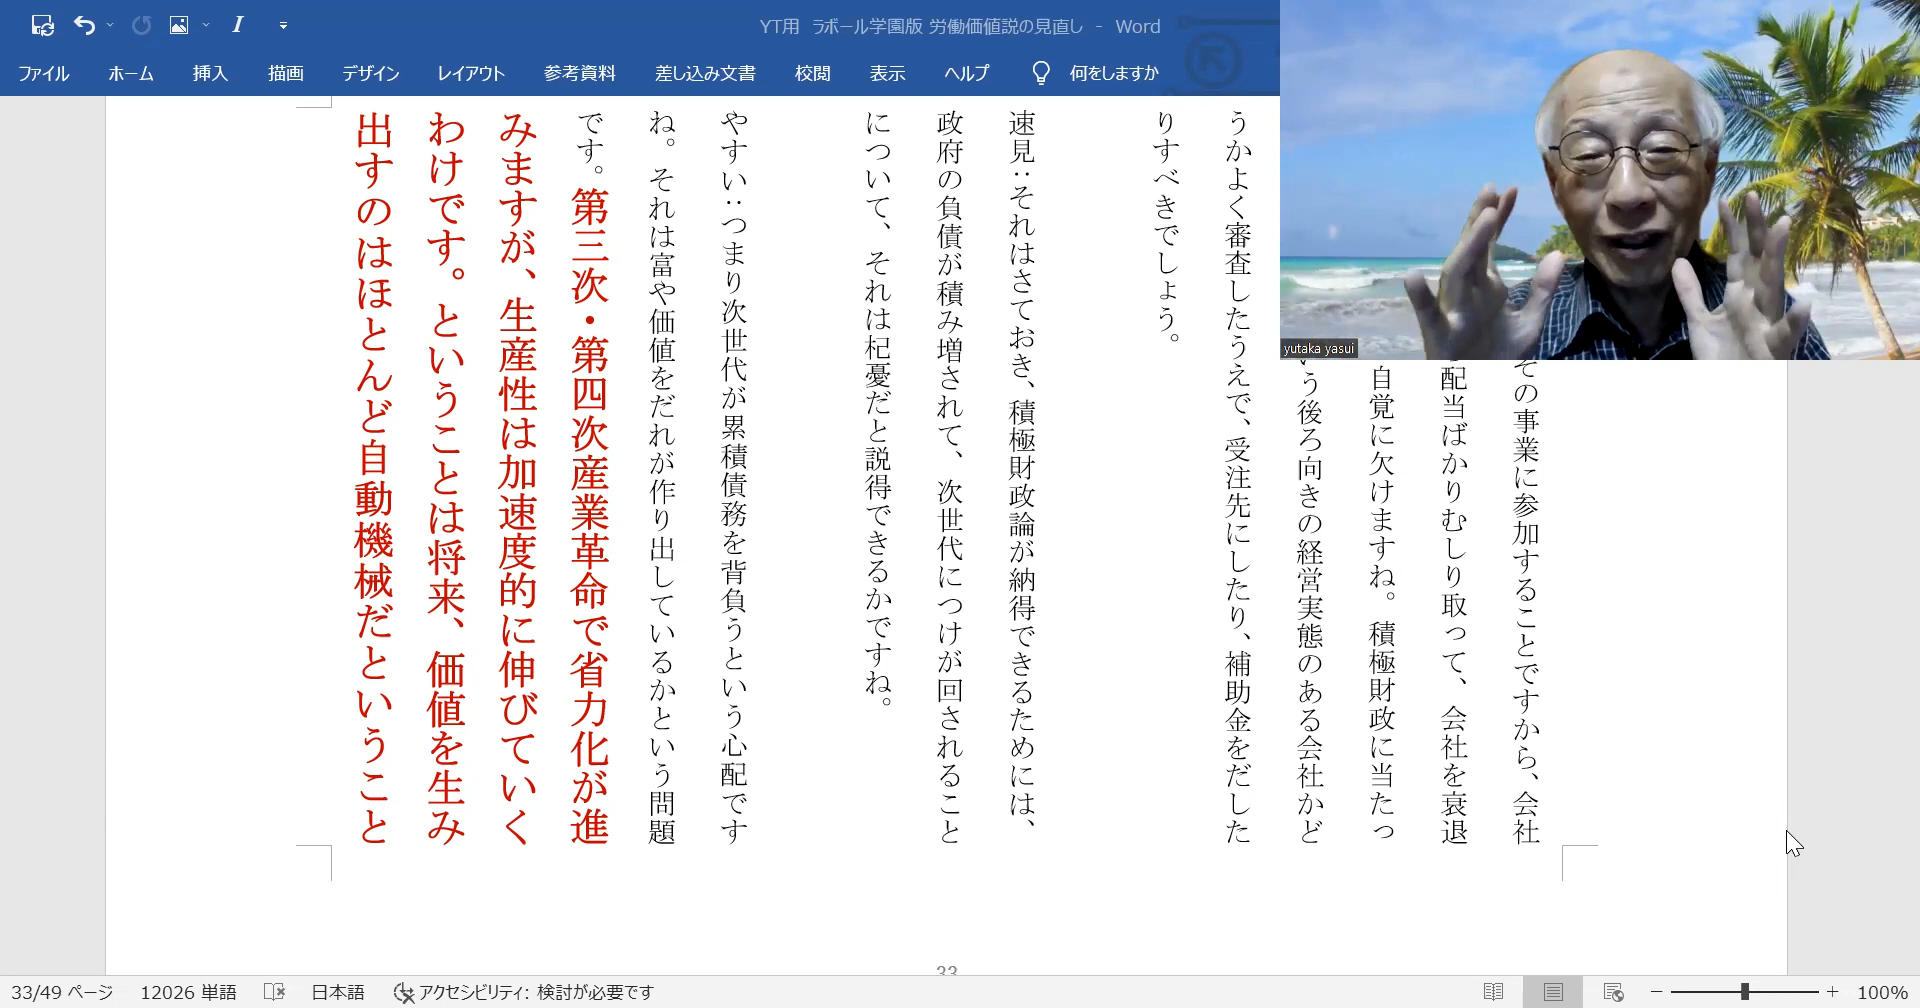 YT用 ラボール学園版 労働価値説の見直し - Word
ファイル ホーム 挿入 描画 デザイン レイアウト 参考資料 差し込み文書 校閲 表示 ヘルプ 何をしますか
yutaka yasui
その事業に参加することですから、会社
配当ばかりむしり取って、会社を衰退
自覚に欠けますすね。積極財政に当たっ
う後ろ向きの経営実態のある会社かど
うかよく審査したうえで、受注先にしたり、補助金をだした
りすべきでしょう。
速見：それはさておき、積極財政論が納得できるためには、
政府の負債が積み増されて、次世代につけが回されること
について、それは杞憂だと説得できるかですね。
やすい：つまり次世代が累積債務を背負うという心配です
ね。それは富や価値をだれが作り出しているかという問題
です。第三次・第四次産業革命で省力化が進
みますが、生産性は加速度的に伸びていく
わけです。ということは将来、価値を生み
出すのはほとんど自動機械だということ
33
33/49 ページ 12026 単語 日本語 アクセシビリティ: 検討が必要です 100%